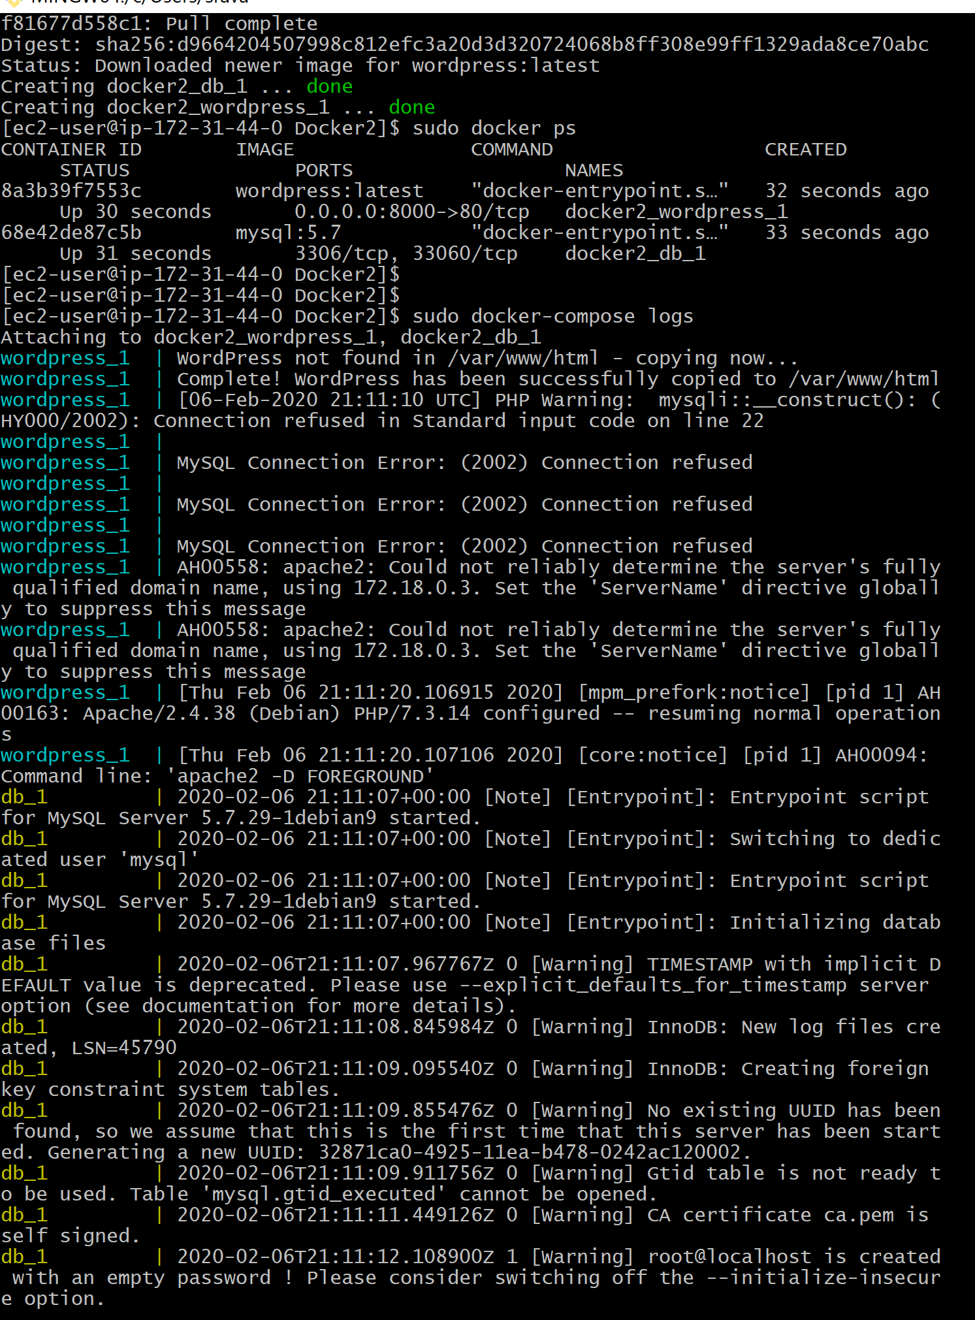 f81677d558c1: Pull complete
Digest: sha256:d9664204507998c812efc3a20d3d320724068b8ff308e99ff1329ada8ce70abc
Status: Downloaded newer image for wordpress:latest
Creating docker2_db_1 ... done
Creating docker2_wordpress_1 ... done
[ec2-user@ip-172-31-44-0 Docker2]$ sudo docker ps
CONTAINER ID        IMAGE               COMMAND                  CREATED
     STATUS              PORTS                  NAMES
8a3b39f7553c        wordpress:latest    "docker-entrypoint.s…"   32 seconds ago
     Up 30 seconds       0.0.0.0:8000->80/tcp   docker2_wordpress_1
68e42de87c5b        mysql:5.7           "docker-entrypoint.s…"   33 seconds ago
     Up 31 seconds       3306/tcp, 33060/tcp    docker2_db_1
[ec2-user@ip-172-31-44-0 Docker2]$
[ec2-user@ip-172-31-44-0 Docker2]$
[ec2-user@ip-172-31-44-0 Docker2]$ sudo docker-compose logs
Attaching to docker2_wordpress_1, docker2_db_1
wordpress_1  | WordPress not found in /var/www/html - copying now...
wordpress_1  | Complete! WordPress has been successfully copied to /var/www/html
wordpress_1  | [06-Feb-2020 21:11:10 UTC] PHP Warning:  mysqli::__construct(): (
HY000/2002): Connection refused in Standard input code on line 22
wordpress_1  |
wordpress_1  | MySQL Connection Error: (2002) Connection refused
wordpress_1  |
wordpress_1  | MySQL Connection Error: (2002) Connection refused
wordpress_1  |
wordpress_1  | MySQL Connection Error: (2002) Connection refused
wordpress_1  | AH00558: apache2: Could not reliably determine the server's fully
 qualified domain name, using 172.18.0.3. Set the 'ServerName' directive globall
y to suppress this message
wordpress_1  | AH00558: apache2: Could not reliably determine the server's fully
 qualified domain name, using 172.18.0.3. Set the 'ServerName' directive globall
y to suppress this message
wordpress_1  | [Thu Feb 06 21:11:20.106915 2020] [mpm_prefork:notice] [pid 1] AH
00163: Apache/2.4.38 (Debian) PHP/7.3.14 configured -- resuming normal operation
s
wordpress_1  | [Thu Feb 06 21:11:20.107106 2020] [core:notice] [pid 1] AH00094:
Command line: 'apache2 -D FOREGROUND'
db_1         | 2020-02-06 21:11:07+00:00 [Note] [Entrypoint]: Entrypoint script
for MySQL Server 5.7.29-1debian9 started.
db_1         | 2020-02-06 21:11:07+00:00 [Note] [Entrypoint]: Switching to dedic
ated user 'mysql'
db_1         | 2020-02-06 21:11:07+00:00 [Note] [Entrypoint]: Entrypoint script
for MySQL Server 5.7.29-1debian9 started.
db_1         | 2020-02-06 21:11:07+00:00 [Note] [Entrypoint]: Initializing datab
ase files
db_1         | 2020-02-06T21:11:07.967767Z 0 [Warning] TIMESTAMP with implicit D
EFAULT value is deprecated. Please use --explicit_defaults_for_timestamp server
option (see documentation for more details).
db_1         | 2020-02-06T21:11:08.845984Z 0 [Warning] InnoDB: New log files cre
ated, LSN=45790
db_1         | 2020-02-06T21:11:09.095540Z 0 [Warning] InnoDB: Creating foreign
key constraint system tables.
db_1         | 2020-02-06T21:11:09.855476Z 0 [Warning] No existing UUID has been
 found, so we assume that this is the first time that this server has been start
ed. Generating a new UUID: 32871ca0-4925-11ea-b478-0242ac120002.
db_1         | 2020-02-06T21:11:09.911756Z 0 [Warning] Gtid table is not ready t
o be used. Table 'mysql.gtid_executed' cannot be opened.
db_1         | 2020-02-06T21:11:11.449126Z 0 [Warning] CA certificate ca.pem is
self signed.
db_1         | 2020-02-06T21:11:12.108900Z 1 [Warning] root@localhost is created
 with an empty password ! Please consider switching off the --initialize-insecur
e option.